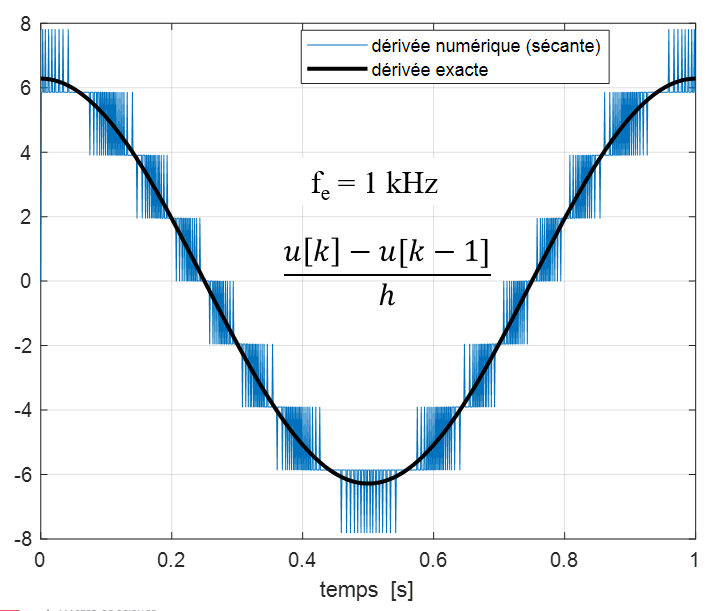 8
6
4
2
0
-2
-4
-6
-8
dérivée numérique (sécante)
dérivée exacte
fe = 1 kHz
u[k] − u[k − 1]
h
0 0.2 0.4 0.6 0.8 1
temps [s]